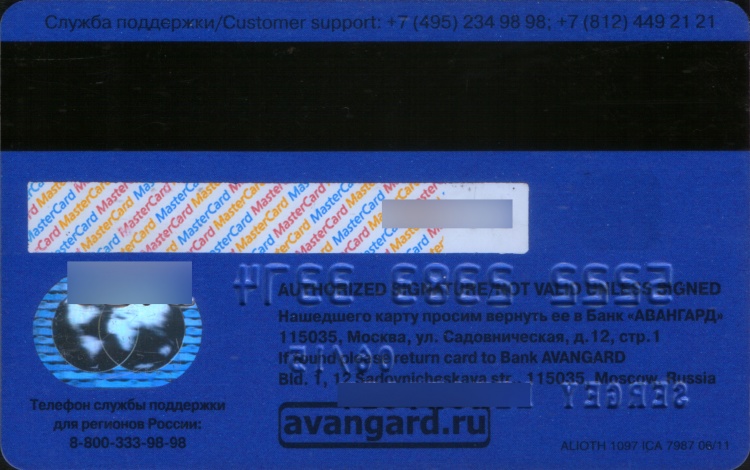 Служба поддержки/Customer support: +7 (495) 234 98 98; +7 (812) 449 21 21
MasterCard MasterCard MasterCard MasterCard
AUTHORIZED SIGNATURE/NOT VALID UNLESS SIGNED
Нашедшего карту просим вернуть ее в Банк «АВАНГАРД»
115035, Москва, ул. Садовническая, д.12, стр.1
If found please return card to Bank AVANGARD
Bld. 1, 12 Sadovnicheskaya str., 115035, Moscow, Russia
Телефон службы поддержки
для регионов России:
8-800-333-98-98
avangard.ru
ALIOTH 1097 ICA 7987 06/11